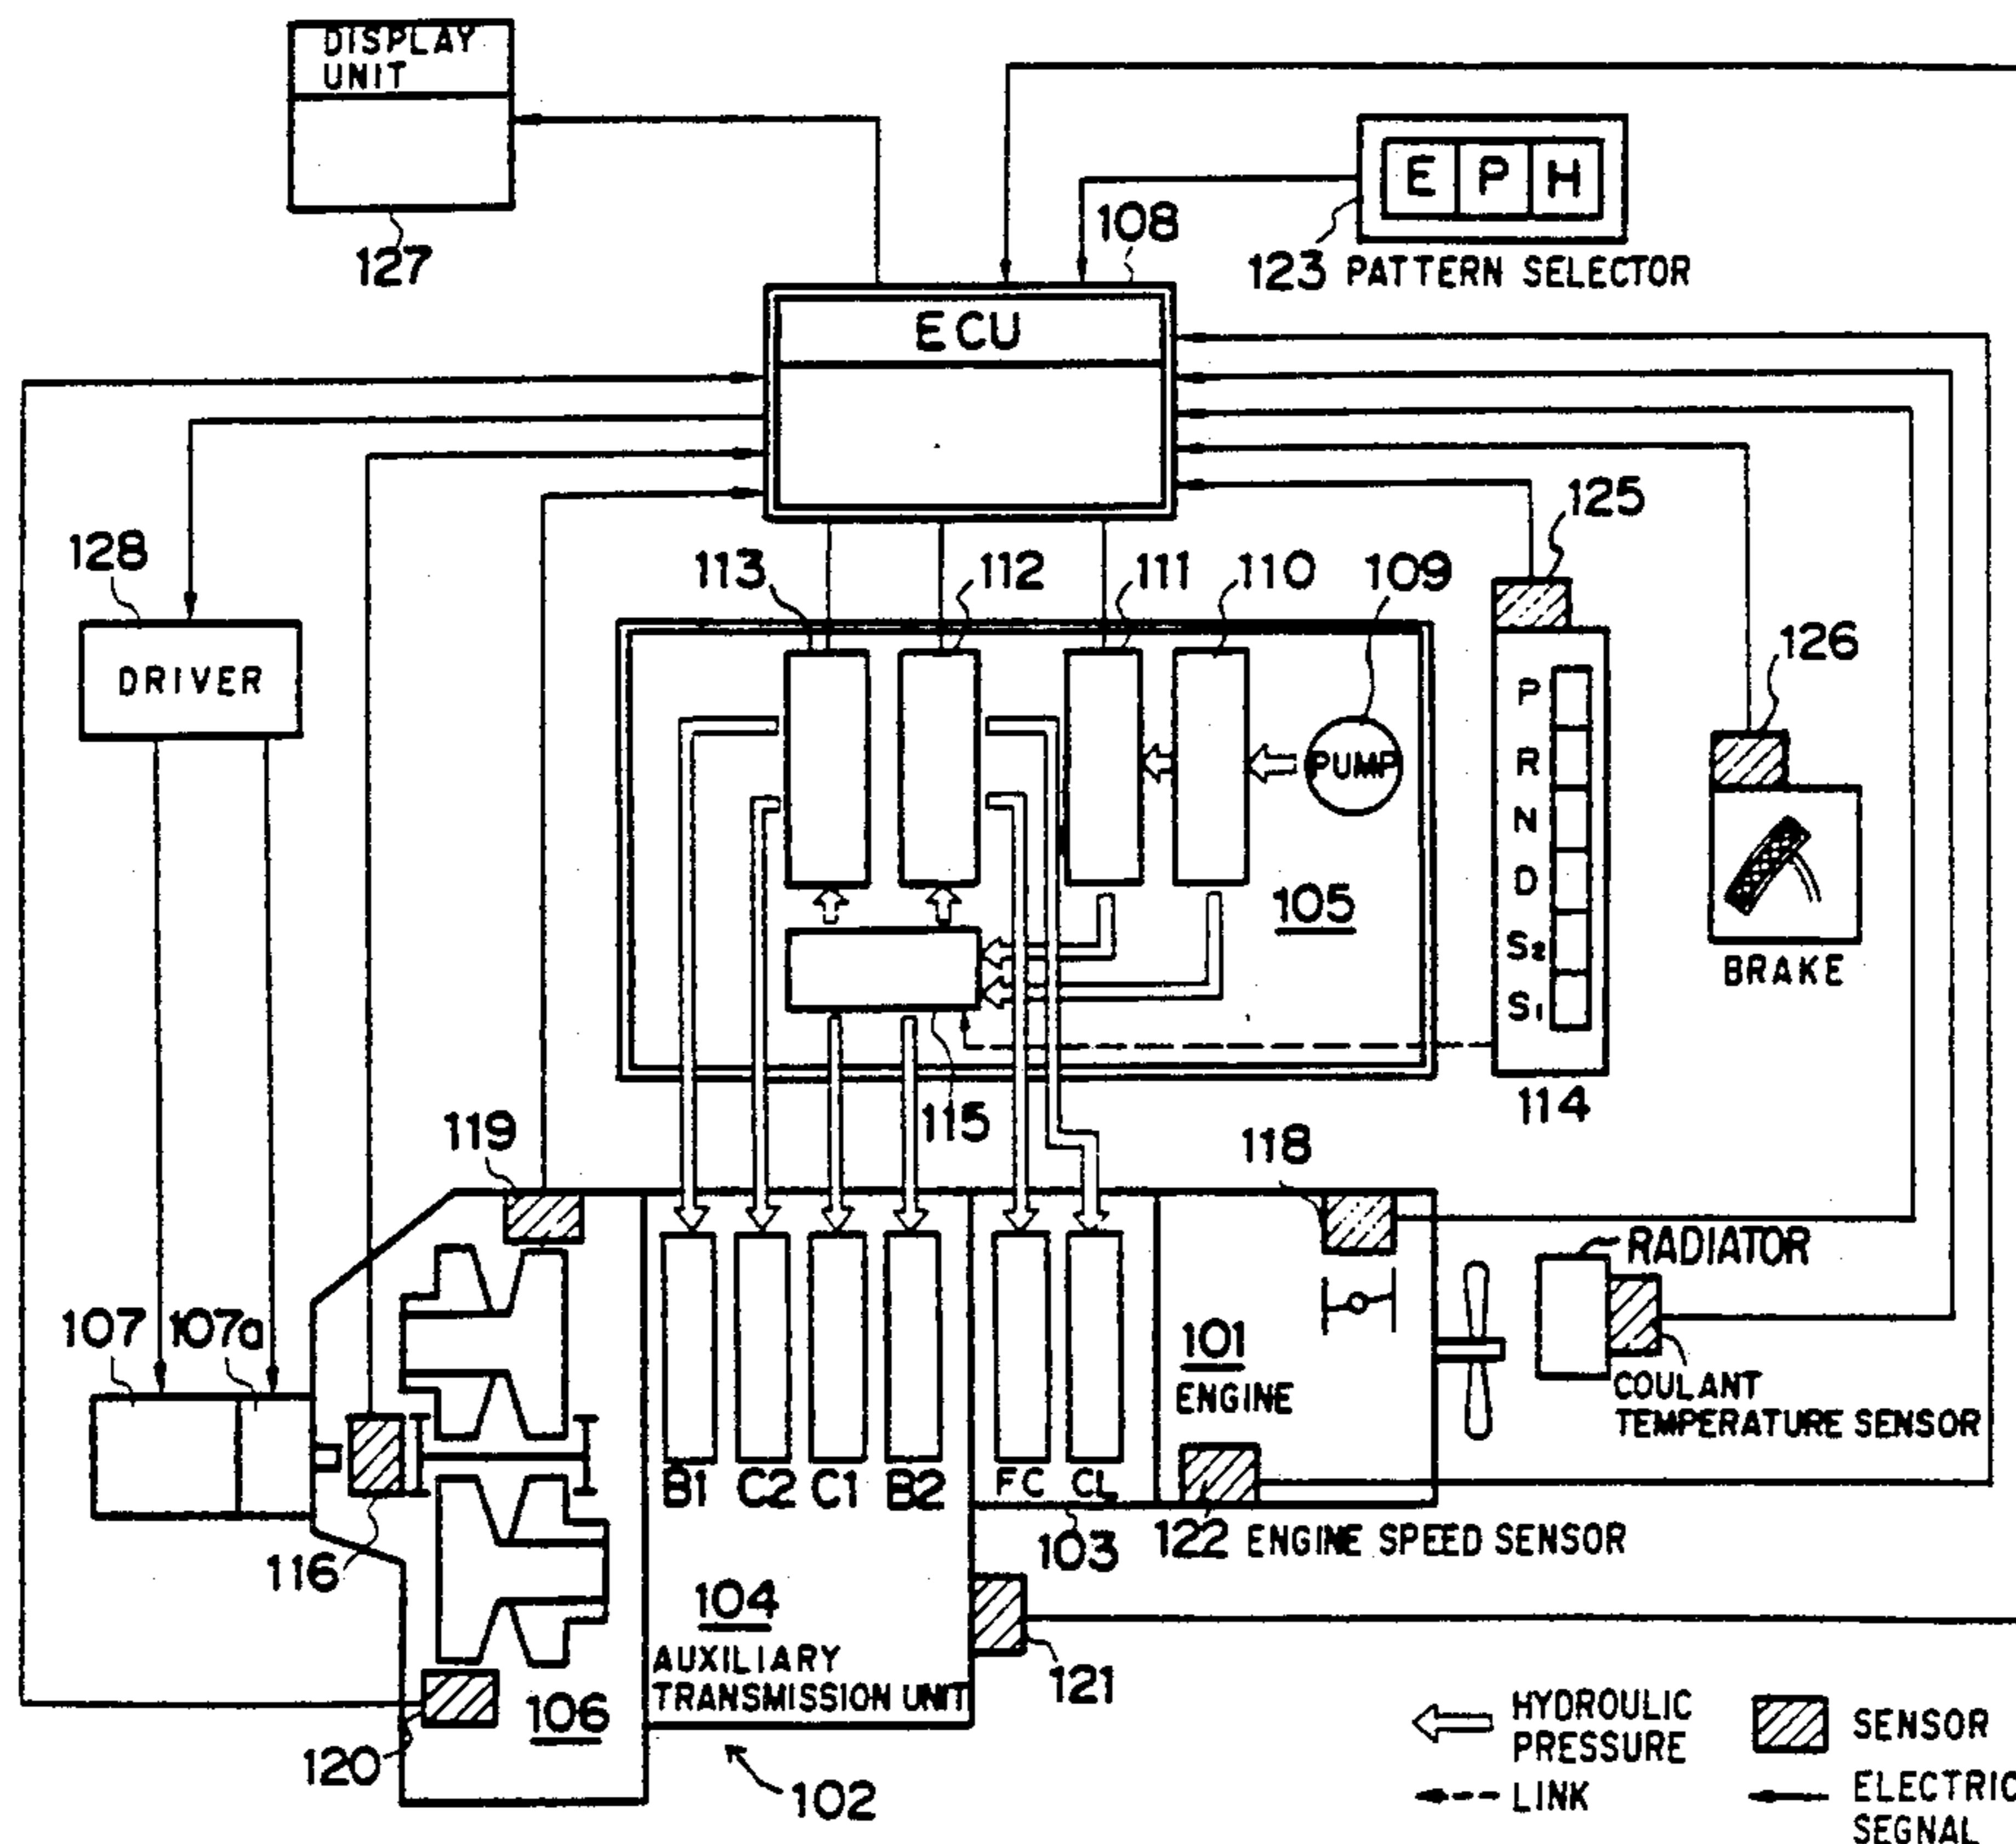 DISPLAY
UNIT
127
E P H
123 PATTERN SELECTOR
108
ECU
128
DRIVER
113
112
111
110
109
PUMP
105
125
P
R
N
D
S2
S1
114
126
BRAKE
115
119
118
107
107a
116
120
106
B1
C2
C1
B2
FC
CL
104
AUXILIARY
TRANSMISSION UNIT
102
103
101
ENGINE
122 ENGINE SPEED SENSOR
121
RADIATOR
COULANT
TEMPERATURE SENSOR
HYDROULIC
PRESSURE
LINK
SENSOR
ELECTRIC
SEGNAL